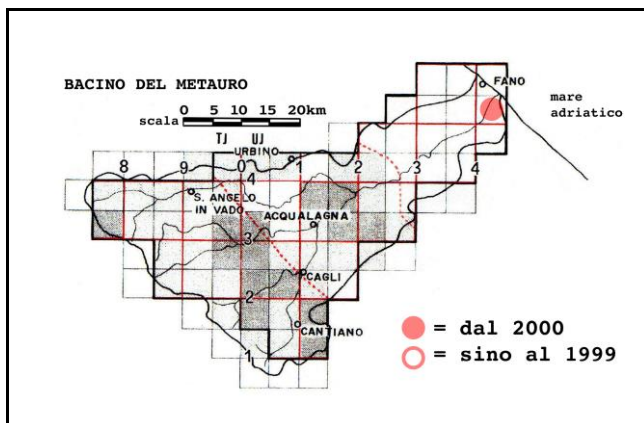 BACINO DEL METAURO
scala 0 5 10 15 20km
FANO
mare
adriatico
TJ UJ
URBINO
8 9 0 1 2 3 4
4
S. ANGELO
IN VADO
ACQUALAGNA
3
CAGLI
2
CANTIANO
1
= dal 2000
= sino al 1999